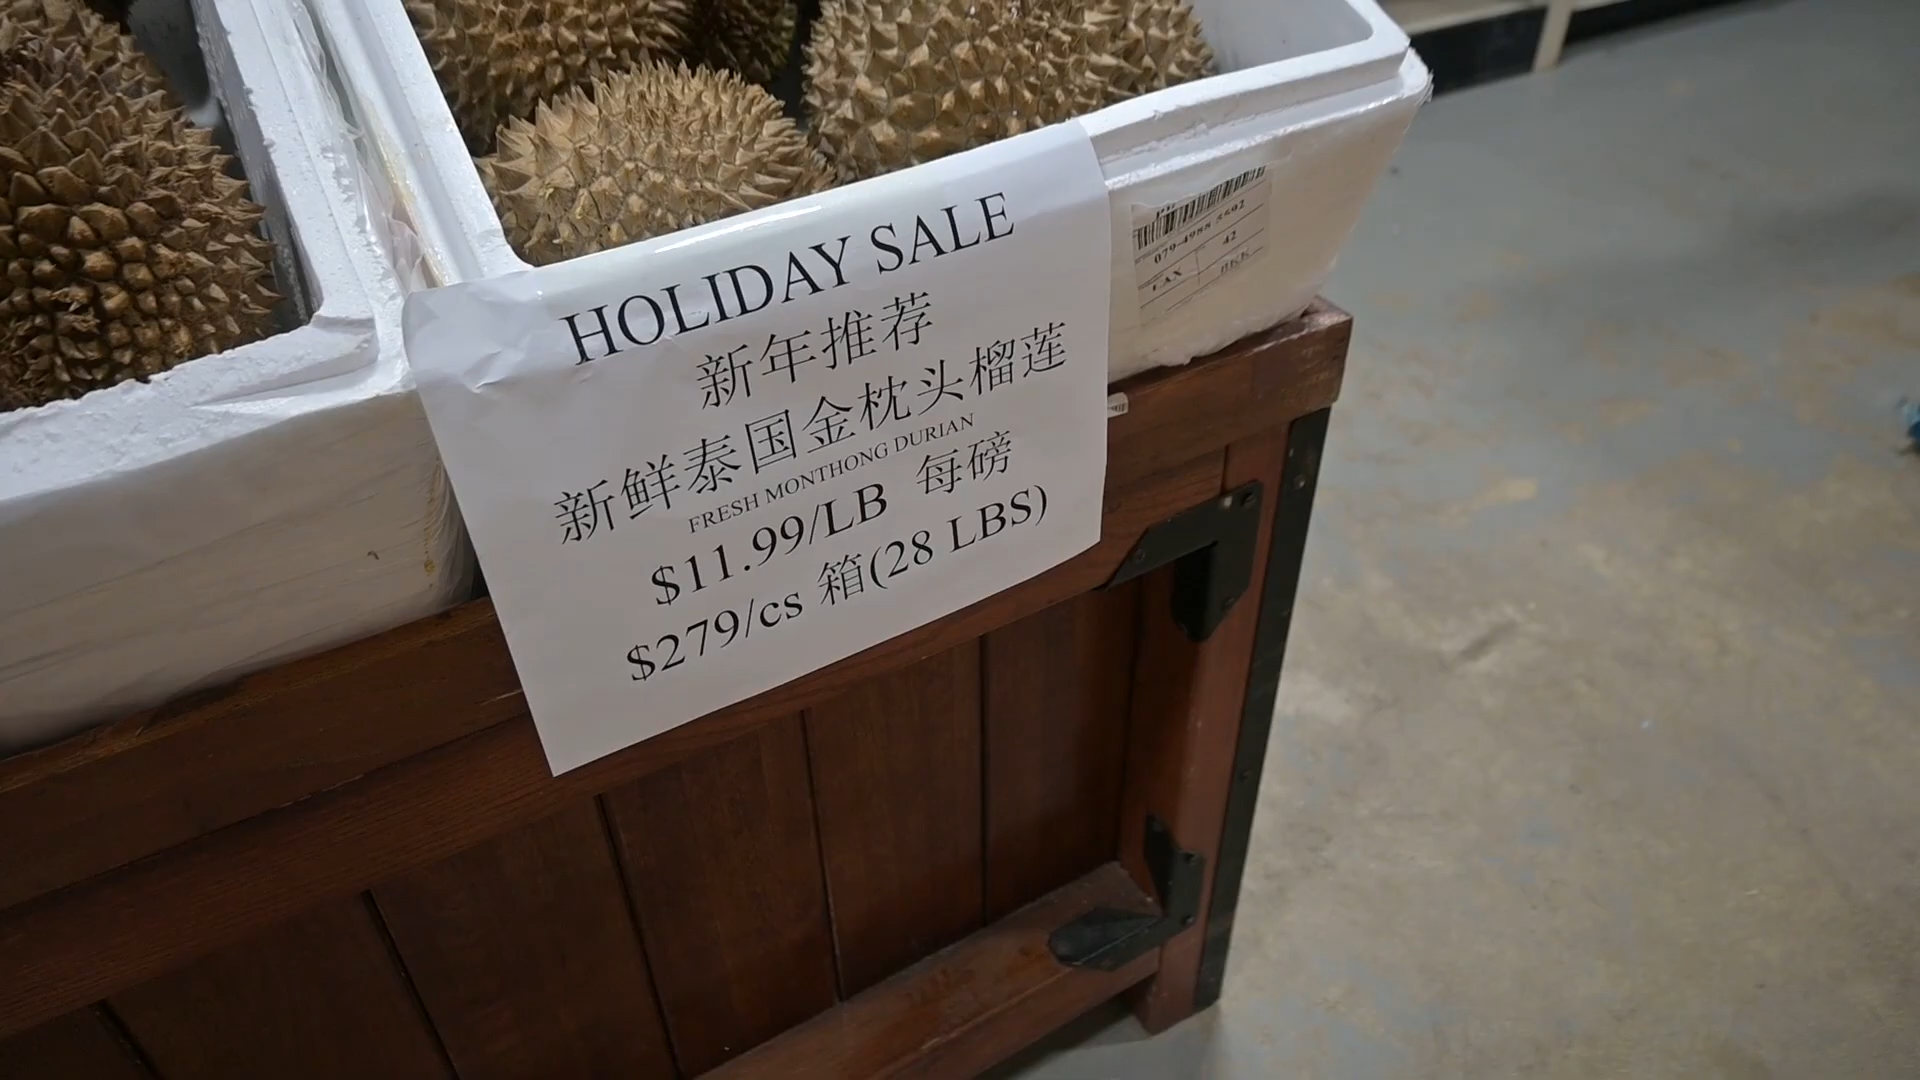 HOLIDAY SALE
新年推荐
新鲜泰国金枕头榴莲
FRESH MONTHONG DURIAN
$11.99/LB 每磅
$279/cs 箱(28 LBS)
42